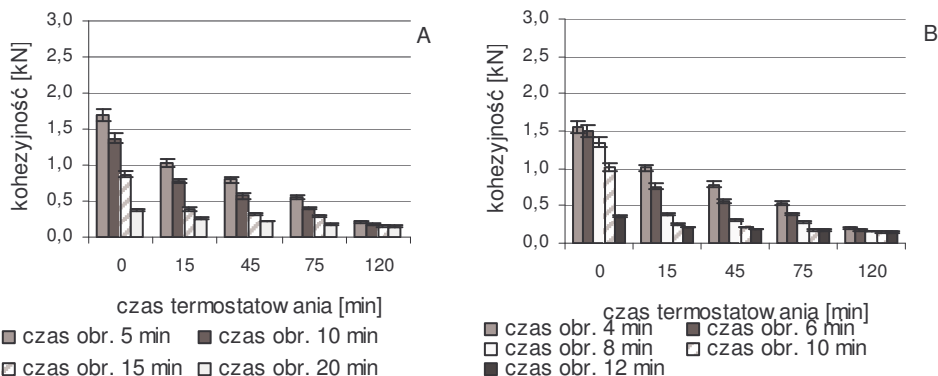 A
kohezyjność [kN]
3,0
2,5
2,0
1,5
1,0
0,5
0,0
0 15 45 75 120
czas termostatow ania [min]
czas obr. 5 min czas obr. 10 min
czas obr. 15 min czas obr. 20 min
B
kohezyjność [kN]
3,0
2,5
2,0
1,5
1,0
0,5
0,0
0 15 45 75 120
czas termostatow ania [min]
czas obr. 4 min czas obr. 6 min
czas obr. 8 min czas obr. 10 min
czas obr. 12 min